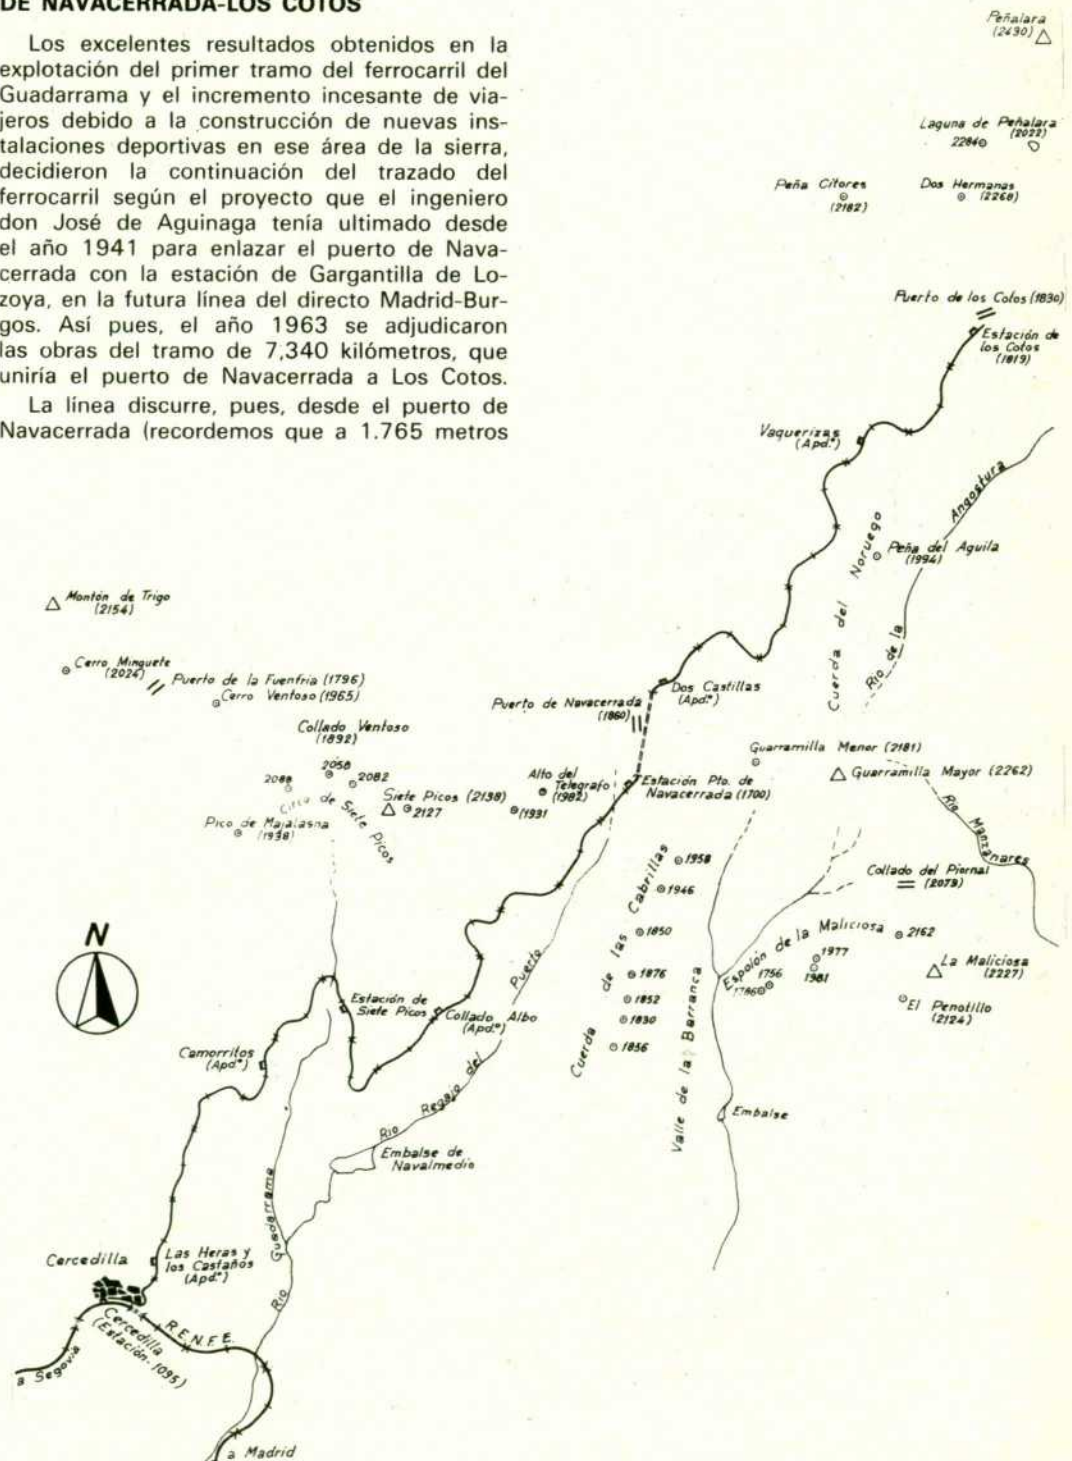 DE NAVACERRADA-LOS COTOS
Los excelentes resultados obtenidos en la
explotación del primer tramo del ferrocarril del
Guadarrama y el incremento incesante de via-
jeros debido a la construcción de nuevas ins-
talaciones deportivas en ese área de la sierra,
decidieron la continuación del trazado del
ferrocarril según el proyecto que el ingeniero
don José de Aguinaga tenía ultimado desde
el año 1941 para enlazar el puerto de Nava-
cerrada con la estación de Gargantilla de Lo-
zoya, en la futura línea del directo Madrid-Bur-
gos. Así pues, el año 1963 se adjudicaron
las obras del tramo de 7,340 kilómetros, que
uniría el puerto de Navacerrada a Los Cotos.
La línea discurre, pues, desde el puerto de
Navacerrada (recordemos que a 1.765 metros
Peñalara
(2430)
Laguna de Peñalara
(2022)
2284
Peña Citores
(2182)
Dos Hermanas
(2268)
Puerto de los Cotos (1830)
Estación de
los Cotos
(1819)
Vaquerizas
(Apd.º)
Rio de la Angostura
Cuerda del Noruego
Peña del Aguila
(1994)
Montón de Trigo
(2154)
Cerro Minguete
(2024)
Puerto de la Fuenfría (1796)
Cerro Ventoso (1965)
Collado Ventoso
(1892)
2058
2082
Circo de Siete Picos
Siete Picos (2138)
2127
Pico de Majalasna
(1938)
Puerto de Navacerrada
(1860)
Dos Castillas
(Apd.º)
Alto del
Telegrafo
(1982)
(1931
Estación Pto. de
Navacerrada (1700)
Guarramilla Menor (2181)
Guarramilla Mayor (2262)
Rio Manzanares
Collado del Piornal
(2079)
Cuerda de las Cabrillas
1958
1946
1850
1876
1852
1830
1856
Valle de la Barranca
Espolón de la Maliciosa
2162
1977
1981
1756
1786
La Maliciosa
(2227)
El Penotillo
(2124)
Embalse
N
Estación de
Siete Picos
Collado Albo
(Apd.º)
Camorritos
(Apd.º)
Rio Regajo del Puerto
Embalse de
Navalmedio
Rio Guadarrama
Cercedilla
Las Heras y
los Castaños
(Apd.º)
Cercedilla
(Estación-1095)
R.E.N.F.E.
a Segovia
a Madrid